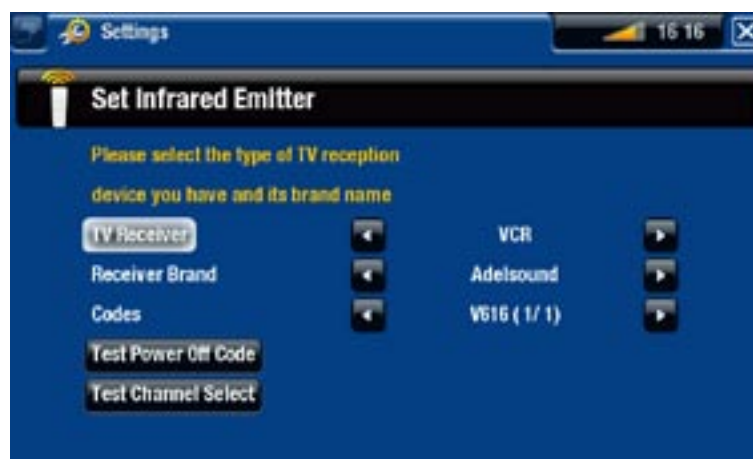 Settings
16 16
Set Infrared Emitter
Please select the type of TV reception
device you have and its brand name
TV Receiver VCR
Receiver Brand Adelsound
Codes V616 ( 1/ 1)
Test Power Off Code
Test Channel Select